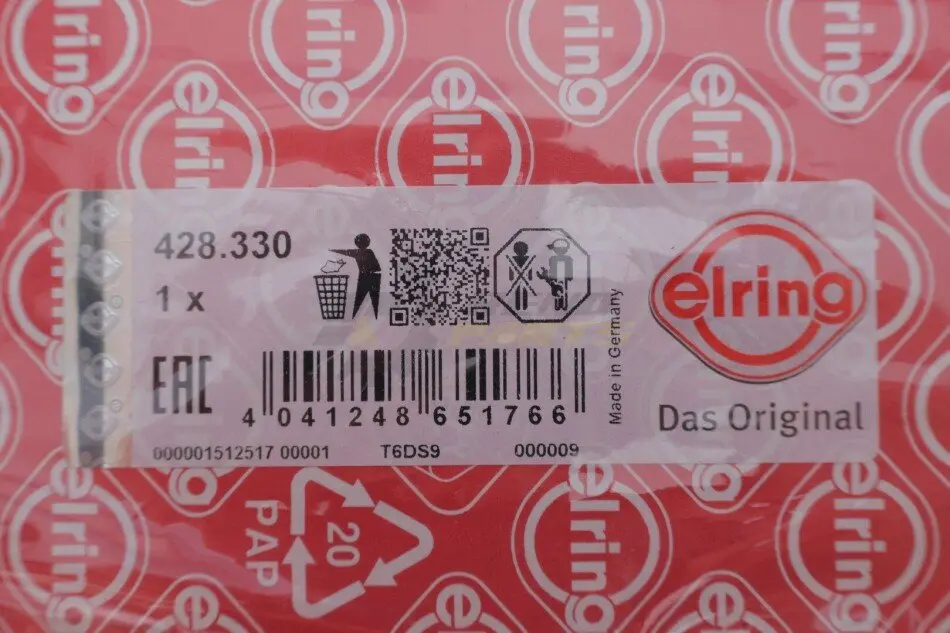 elring
elring
elring
elring
elring
elring
elring
428.330
1 x
EAC
4 041248 651766
000001512517 00001 T6DS9 000009
Made in Germany
elring
Das Original
20
PAP
elring
elring
elring